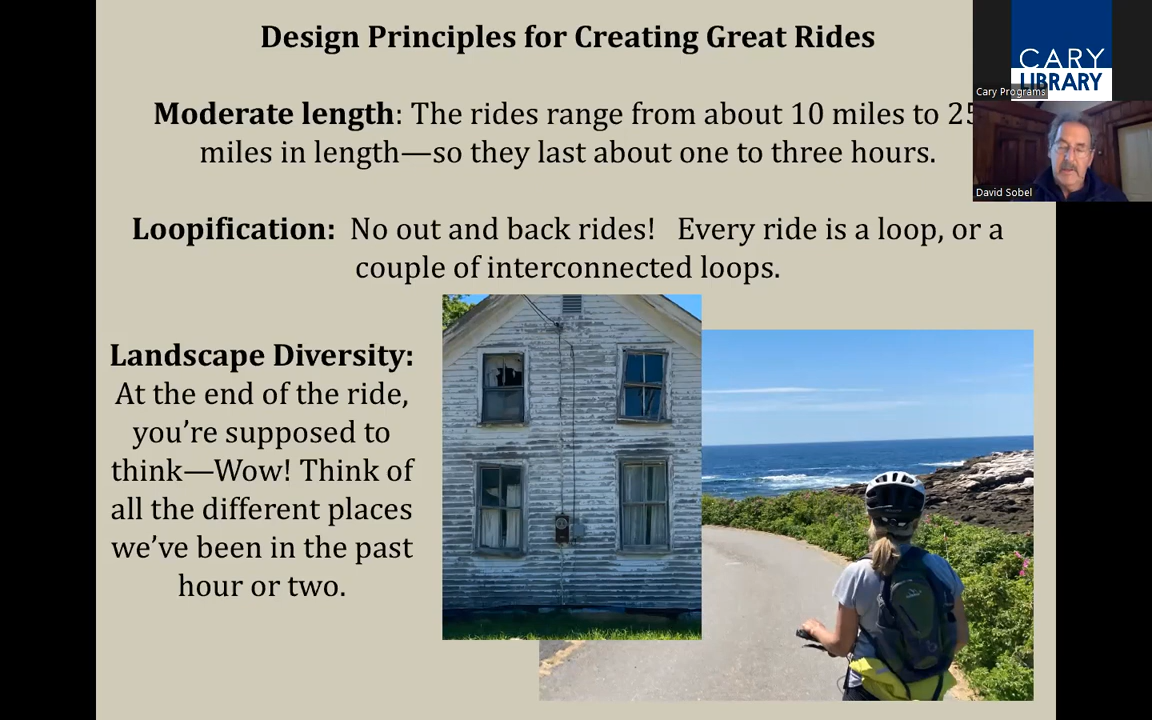 Design Principles for Creating Great Rides
CARY
LIBRARY
Cary Programs
Moderate length: The rides range from about 10 miles to 25
miles in length—so they last about one to three hours.
David Sobel
Loopification: No out and back rides! Every ride is a loop, or a
couple of interconnected loops.
Landscape Diversity:
At the end of the ride,
you're supposed to
think—Wow! Think of
all the different places
we've been in the past
hour or two.